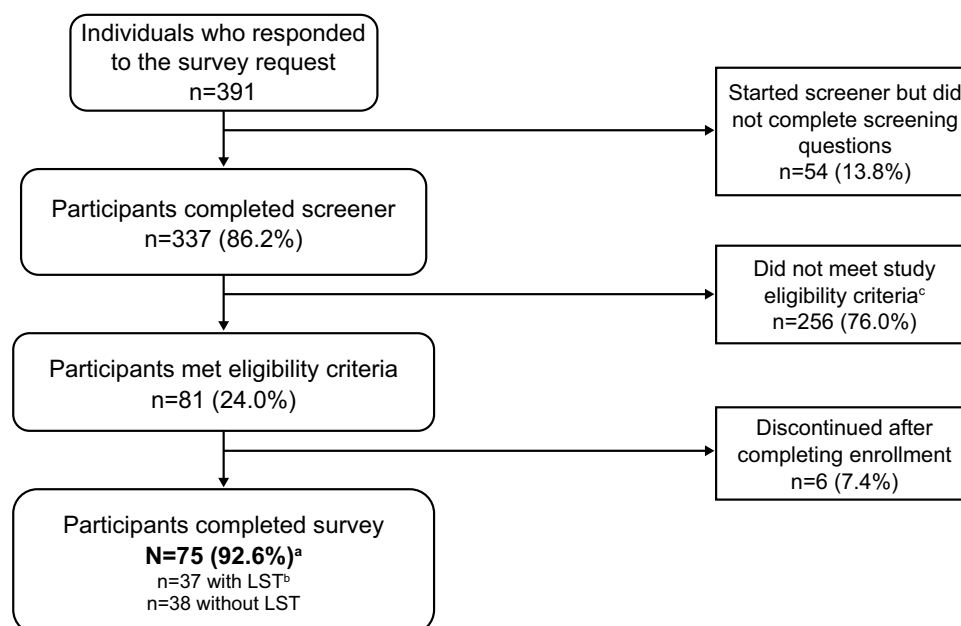 Individuals who responded
to the survey request
n=391
Started screener but did
not complete screening
questions
n=54 (13.8%)
Participants completed screener
n=337 (86.2%)
Did not meet study
eligibility criteriaᶜ
n=256 (76.0%)
Participants met eligibility criteria
n=81 (24.0%)
Discontinued after
completing enrollment
n=6 (7.4%)
Participants completed survey
N=75 (92.6%)ᵃ
n=37 with LSTᵇ
n=38 without LST